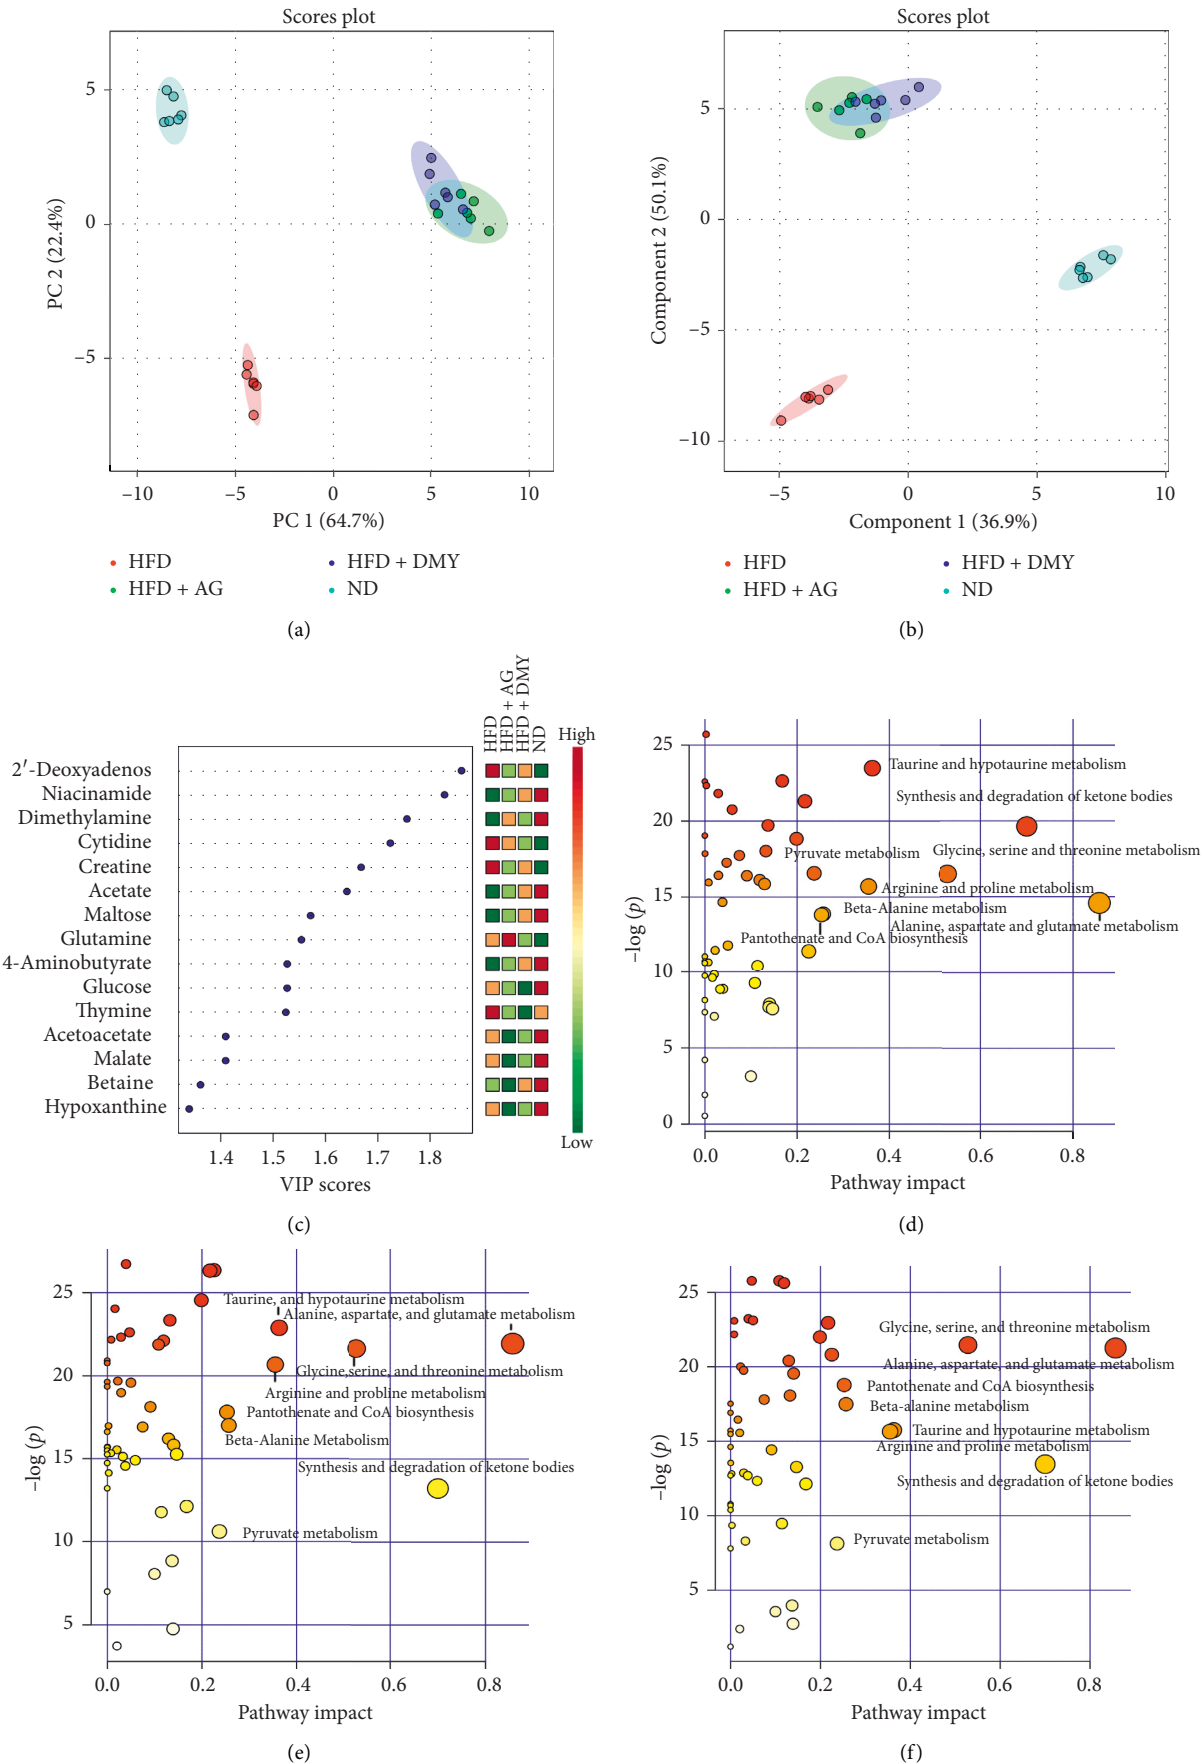 Scores plot
5
0
−5
PC 2 (22.4%)
−10
−5
0
5
10
PC 1 (64.7%)
HFD
HFD + DMY
HFD + AG
ND
(a)
Scores plot
5
0
−5
−10
Component 2 (50.1%)
−5
0
5
10
Component 1 (36.9%)
HFD
HFD + DMY
HFD + AG
ND
(b)
HFD
HFD + AG
HFD + DMY
ND
High
2′-Deoxyadenos
Niacinamide
Dimethylamine
Cytidine
Creatine
Acetate
Maltose
Glutamine
4-Aminobutyrate
Glucose
Thymine
Acetoacetate
Malate
Betaine
Hypoxanthine
Low
1.4
1.5
1.6
1.7
1.8
VIP scores
(c)
25
20
15
10
5
0
−log (p)
Taurine and hypotaurine metabolism
Synthesis and degradation of ketone bodies
Pyruvate metabolism
Glycine, serine and threonine metabolism
Arginine and proline metabolism
Beta-Alanine metabolism
Alanine, aspartate and glutamate metabolism
Pantothenate and CoA biosynthesis
0.0
0.2
0.4
0.6
0.8
Pathway impact
(d)
25
20
15
10
5
−log (p)
Taurine, and hypotaurine metabolism
Alanine, aspartate, and glutamate metabolism
Glycine,serine, and threonine metabolism
Arginine and probline metabolism
Pantothenate and CoA biosynthesis
Beta-Alanine Metabolism
Synthesis and degradation of ketone bodies
Pyruvate metabolism
0.0
0.2
0.4
0.6
0.8
Pathway impact
(e)
25
20
15
10
5
−log (p)
Glycine, serine, and threonine metabolism
Alanine, aspartate, and glutamate metabolism
Pantothenate and CoA biosynthesis
Beta-alanine metabolism
Taurine and hypotaurine metabolism
Arginine and proline metabolism
Synthesis and degradation of ketone bodies
Pyruvate metabolism
0.0
0.2
0.4
0.6
0.8
Pathway impact
(f)